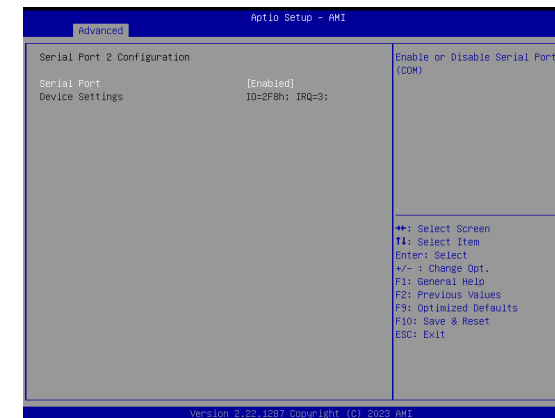 Aptio Setup - AMI
Advanced
Serial Port 2 Configuration
Serial Port [Enabled]
Device Settings IO=2F8h; IRQ=3;
Enable or Disable Serial Port
(COM)
→←: Select Screen
↑↓: Select Item
Enter: Select
+/- : Change Opt.
F1: General Help
F2: Previous Values
F9: Optimized Defaults
F10: Save & Reset
ESC: Exit
Version 2.22.1287 Copyright (C) 2023 AMI